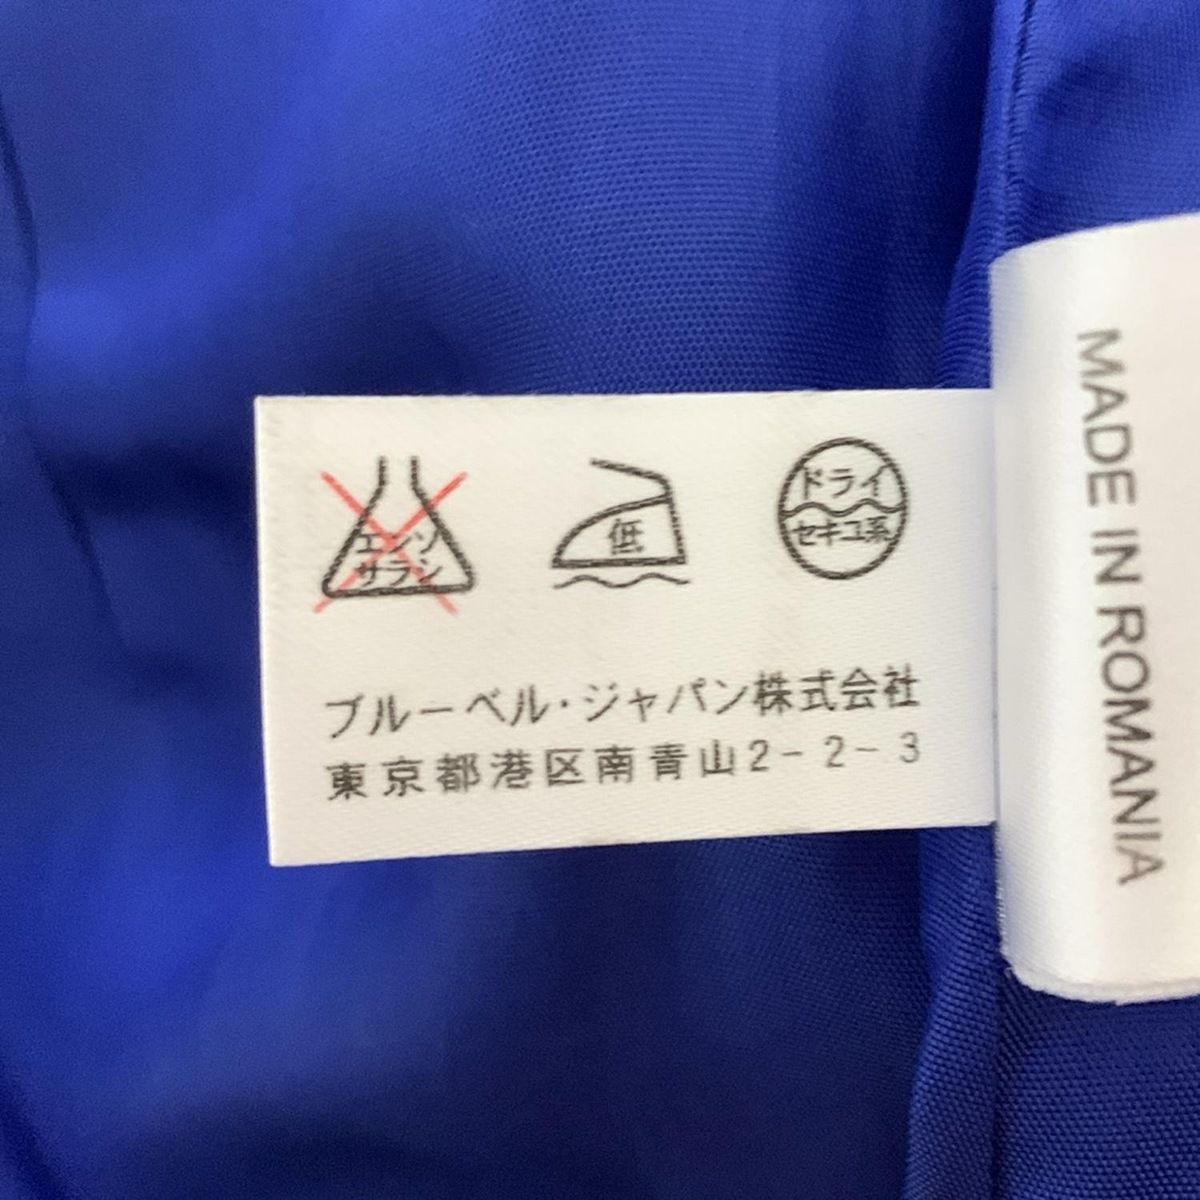 エンソ
サラシ
低
ドライ
セキユ系
ブルーベル・ジャパン株式会社
東京都港区南青山2-2-3
MADE IN ROMANIA